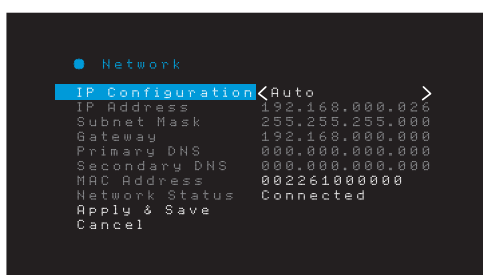 Network
IP Configuration <Auto >
IP Address 192.168.000.026
Subnet Mask 255.255.255.000
Gateway 192.168.000.000
Primary DNS 000.000.000.000
Secondary DNS 000.000.000.000
MAC Address 002261000000
Network Status Connected
Apply & Save
Cancel